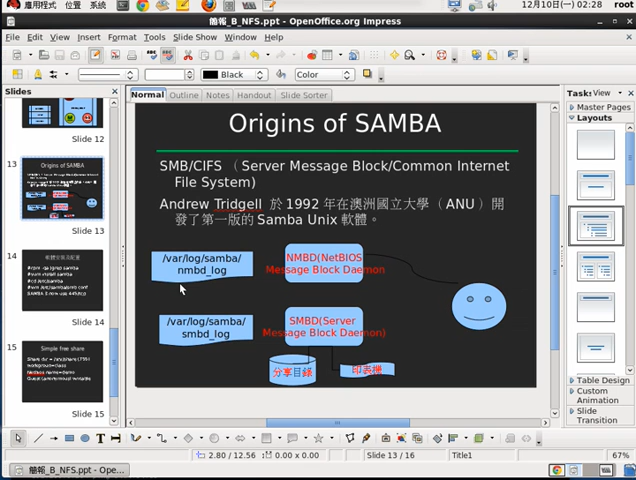 應用程式 位置 系統 12月10日(一) 02:28 root
簡報_B_NFS.ppt - OpenOffice.org Impress
File Edit View Insert Format Tools Slide Show Window Help
Black Color
Slides
Normal Outline Notes Handout Slide Sorter
Tasks View
Master Pages
Layouts
Slide 12
13
Origins of SAMBA
Slide 13
14
軟體安裝及配置
Slide 14
15
Simple free share
Slide 15
Origins of SAMBA
SMB/CIFS （Server Message Block/Common Internet
File System)
Andrew Tridgell 於 1992 年在澳洲國立大學（ ANU ）開
發了第一版的 Samba Unix 軟體。
/var/log/samba/
nmbd_log
NMBD(NetBIOS
Message Block Daemon
/var/log/samba/
smbd_log
SMBD(Server
Message Block Daemon)
分享目錄
印表機
Table Design
Custom
Animation
Slide
Transition
2.80 / 12.56 0.00 x 0.00 Slide 13 / 16 Title1 67%
簡報_B_NFS.ppt - Open...